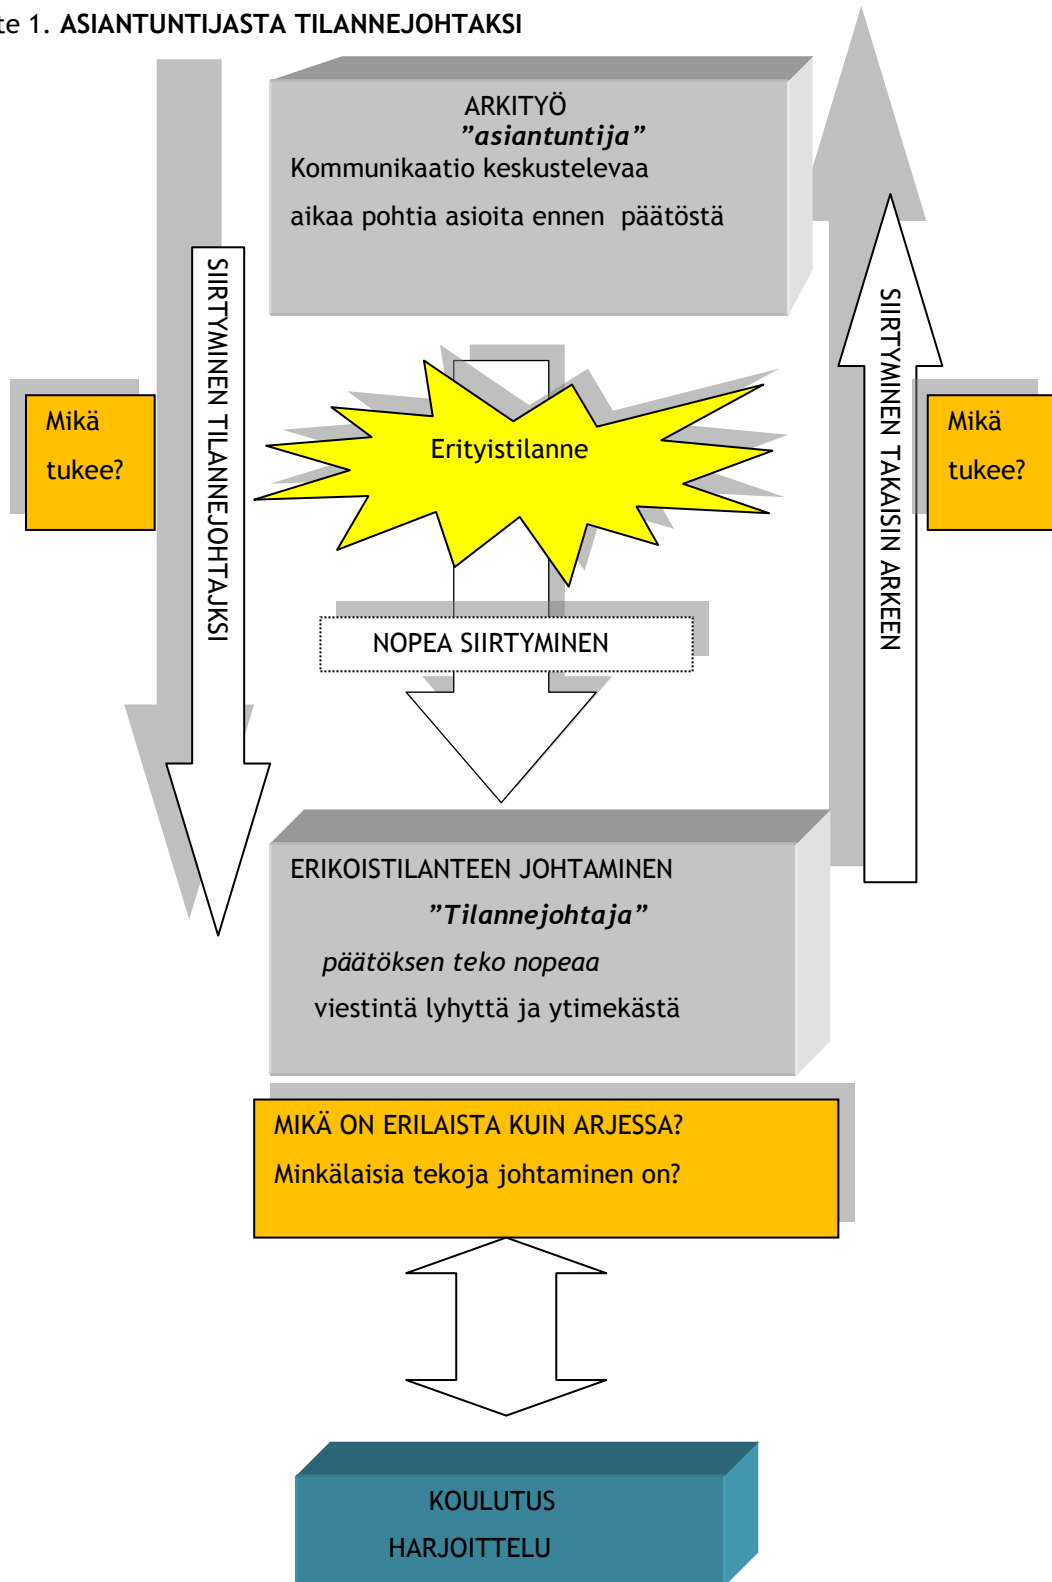 te 1. ASIANTUNTIJASTA TILANNEJOHTAKSI
ARKITYÖ
”asiantuntija”
Kommunikaatio keskustelevaa
aikaa pohtia asioita ennen päätöstä
SIIRTYMINEN TILANNEJOHTAJKSI
SIIRTYMINEN TAKAISIN ARKEEN
Mikä
tukee?
Erityistilanne
Mikä
tukee?
NOPEA SIIRTYMINEN
ERIKOISTILANTEEN JOHTAMINEN
”Tilannejohtaja”
päätöksen teko nopeaa
viestintä lyhyttä ja ytimekästä
MIKÄ ON ERILAISTA KUIN ARJESSA?
Minkälaisia tekoja johtaminen on?
KOULUTUS
HARJOITTELU